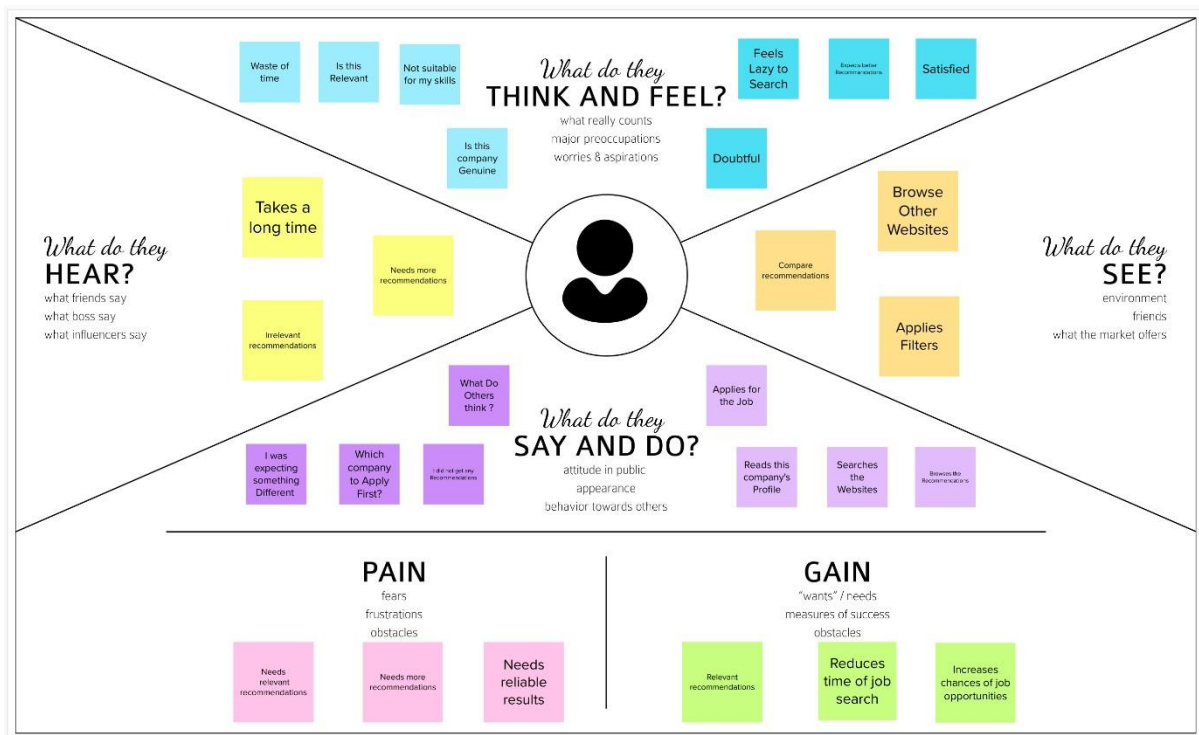 Waste of
time
Is this
Relevant
Not suitable
for my skills
Is this
company
Genuine
What do they
THINK AND FEEL?
what really counts
major preoccupations
worries & aspirations
Feels
Lazy to
Search
Expects better
Recommendations
Satisfied
Doubtful
What do they
HEAR?
what friends say
what boss say
what influencers say
Takes a
long time
Needs more
recommendations
Irrelevant
recommendations
Compare
recommendations
Browse
Other
Websites
Applies
Filters
What do they
SEE?
environment
friends
what the market offers
What Do
Others
think ?
I was
expecting
something
Different
Which
company
to Apply
First?
I did not get any
Recommendations
What do they
SAY AND DO?
attitude in public
appearance
behavior towards others
Applies for
the Job
Reads this
company's
Profile
Searches
the
Websites
Browses the
Recommendations
PAIN
fears
frustrations
obstacles
Needs
relevant
recommendations
Needs more
recommendations
Needs
reliable
results
GAIN
"wants" / needs
measures of success
obstacles
Relevant
recommendations
Reduces
time of job
search
Increases
chances of job
opportunities